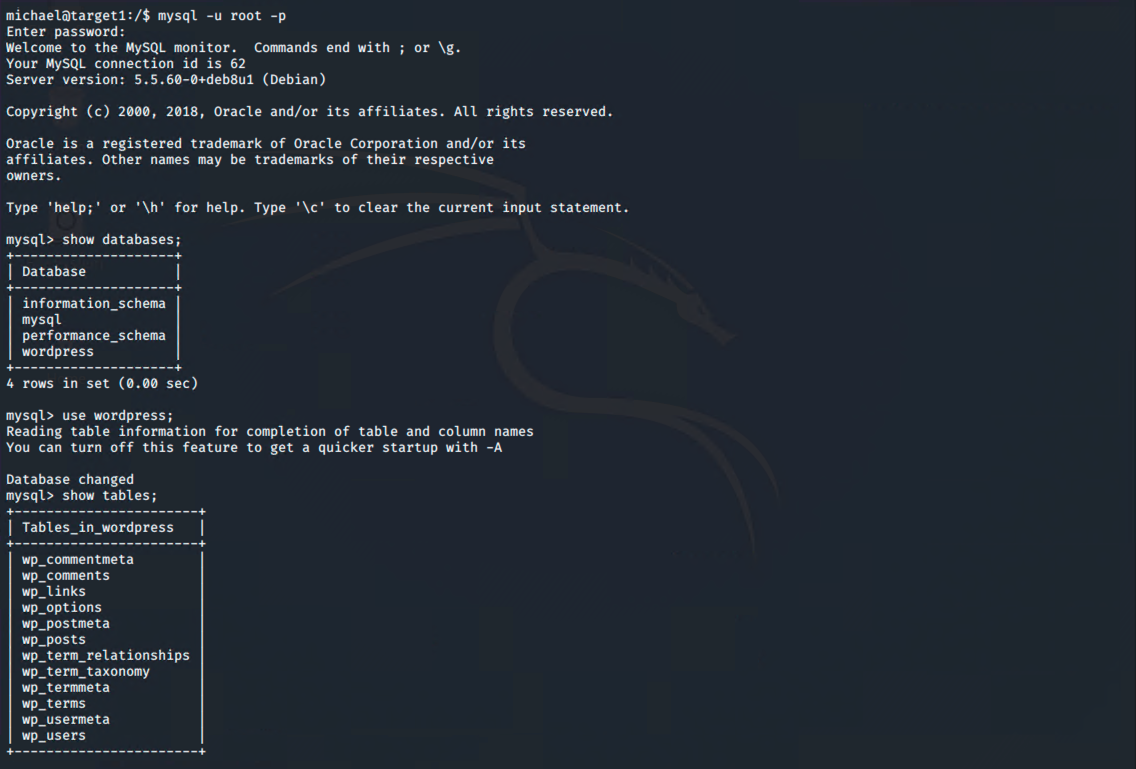 michael@target1:/$ mysql -u root -p
Enter password:
Welcome to the MySQL monitor.  Commands end with ; or \g.
Your MySQL connection id is 62
Server version: 5.5.60-0+deb8u1 (Debian)

Copyright (c) 2000, 2018, Oracle and/or its affiliates. All rights reserved.

Oracle is a registered trademark of Oracle Corporation and/or its
affiliates. Other names may be trademarks of their respective
owners.

Type 'help;' or '\h' for help. Type '\c' to clear the current input statement.

mysql> show databases;
+--------------------+
| Database           |
+--------------------+
| information_schema |
| mysql              |
| performance_schema |
| wordpress          |
+--------------------+
4 rows in set (0.00 sec)

mysql> use wordpress;
Reading table information for completion of table and column names
You can turn off this feature to get a quicker startup with -A

Database changed
mysql> show tables;
+-----------------------+
| Tables_in_wordpress   |
+-----------------------+
| wp_commentmeta        |
| wp_comments           |
| wp_links              |
| wp_options            |
| wp_postmeta           |
| wp_posts              |
| wp_term_relationships |
| wp_term_taxonomy      |
| wp_termmeta           |
| wp_terms              |
| wp_usermeta           |
| wp_users              |
+-----------------------+